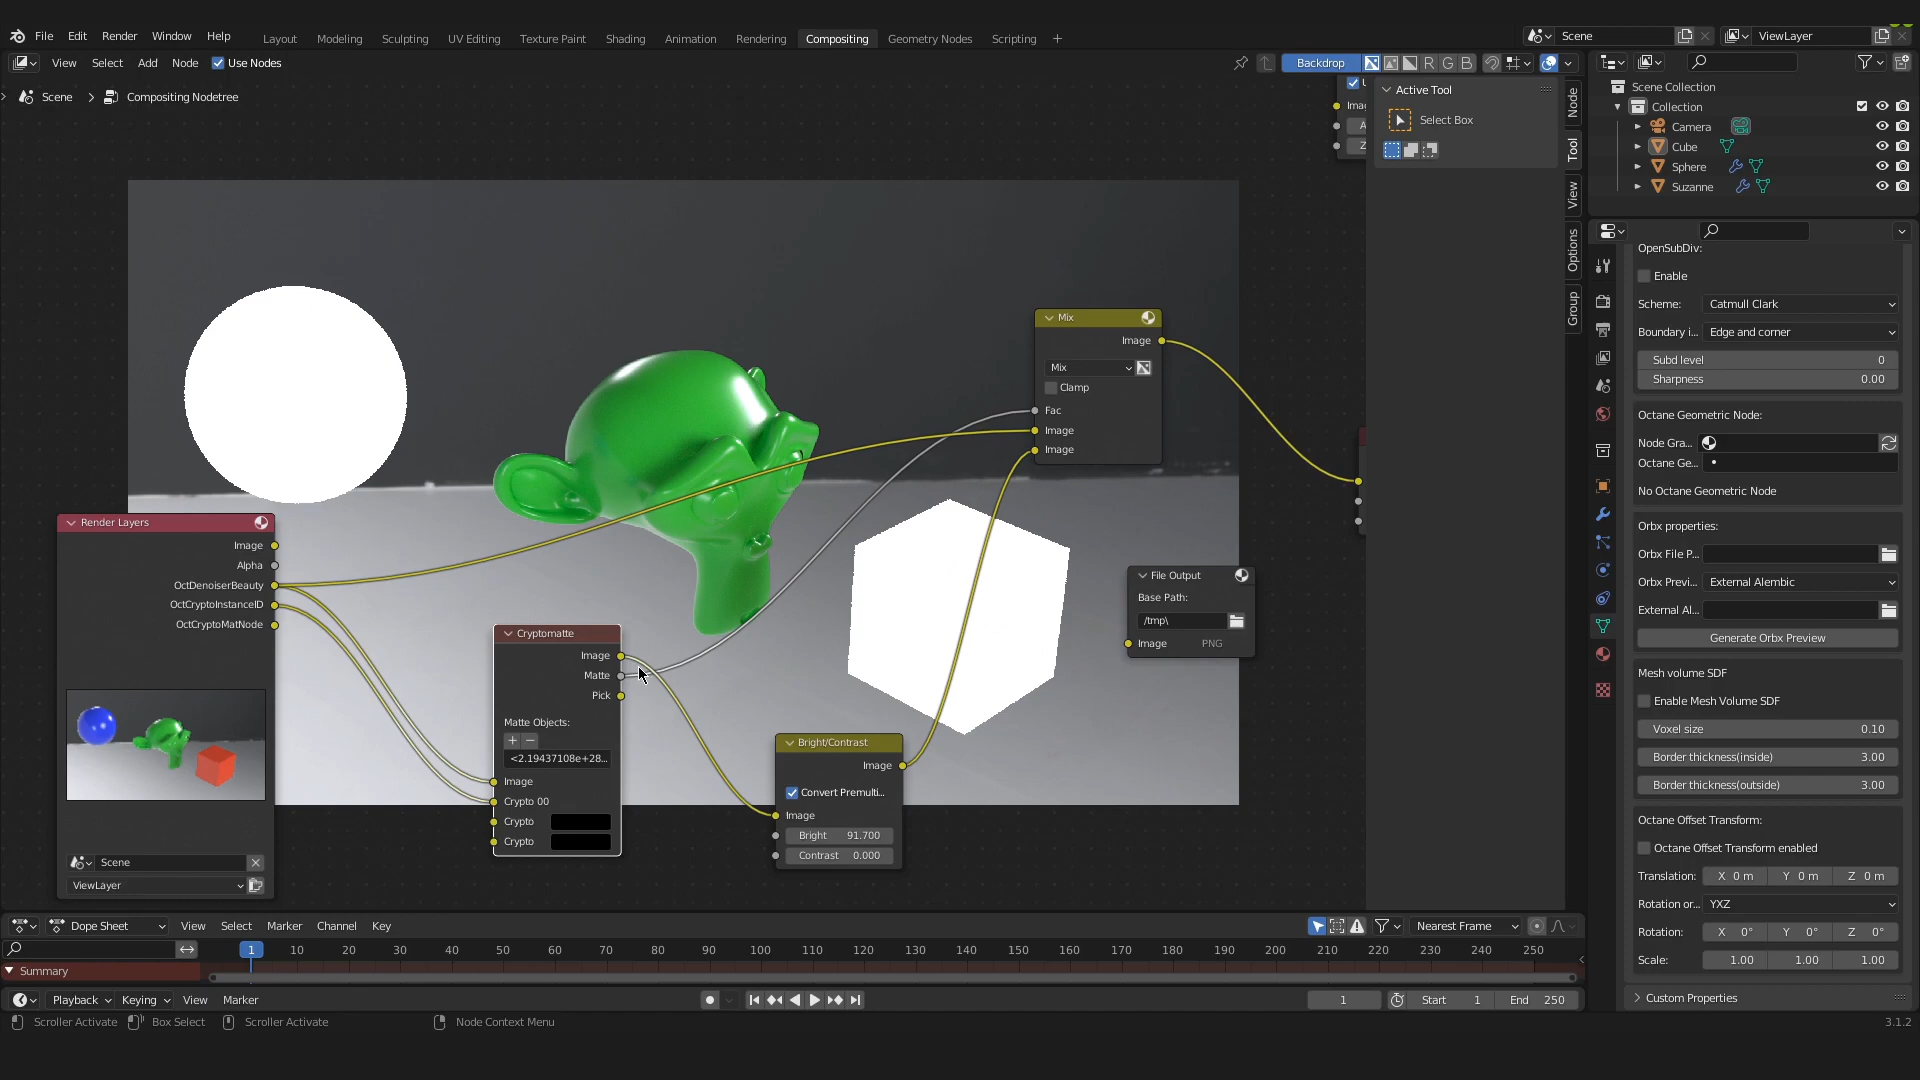 File Edit Render Window Help
Layout Modeling Sculpting UV Editing Texture Paint Shading Animation Rendering Compositing Geometry Nodes Scripting +
Scene
ViewLayer
View Select Add Node Use Nodes
Backdrop R G B
Scene > Compositing Nodetree
Active Tool
Select Box
Node
Tool
View
Options
Group
Scene Collection
Collection
Camera
Cube
Sphere
Suzanne
OpenSubDiv:
Enable
Scheme: Catmull Clark
Boundary i... Edge and corner
Subd level 0
Sharpness 0.00
Octane Geometric Node:
Node Gra...
Octane Ge...
No Octane Geometric Node
Orbx properties:
Orbx File P...
Orbx Previ... External Alembic
External Al...
Generate Orbx Preview
Mesh volume SDF
Enable Mesh Volume SDF
Voxel size 0.10
Border thickness(inside) 3.00
Border thickness(outside) 3.00
Octane Offset Transform:
Octane Offset Transform enabled
Translation: X 0 m Y 0 m Z 0 m
Rotation or... YXZ
Rotation: X 0° Y 0° Z 0°
Scale: 1.00 1.00 1.00
Custom Properties
Mix
Image
Mix
Clamp
Fac
Image
Image
File Output
Base Path:
/tmp\
Image PNG
Render Layers
Image
Alpha
OctDenoiserBeauty
OctCryptoInstanceID
OctCryptoMatNode
Scene
ViewLayer
Cryptomatte
Image
Matte
Pick
Matte Objects:
+ −
<2.19437108e+28...
Image
Crypto 00
Crypto
Crypto
Bright/Contrast
Image
Convert Premulti...
Image
Bright 91.700
Contrast 0.000
Dope Sheet View Select Marker Channel Key
Nearest Frame
1 10 20 30 40 50 60 70 80 90 100 110 120 130 140 150 160 170 180 190 200 210 220 230 240 250
Summary
Playback Keying View Marker
1 Start 1 End 250
Scroller Activate Box Select Scroller Activate Node Context Menu
3.1.2